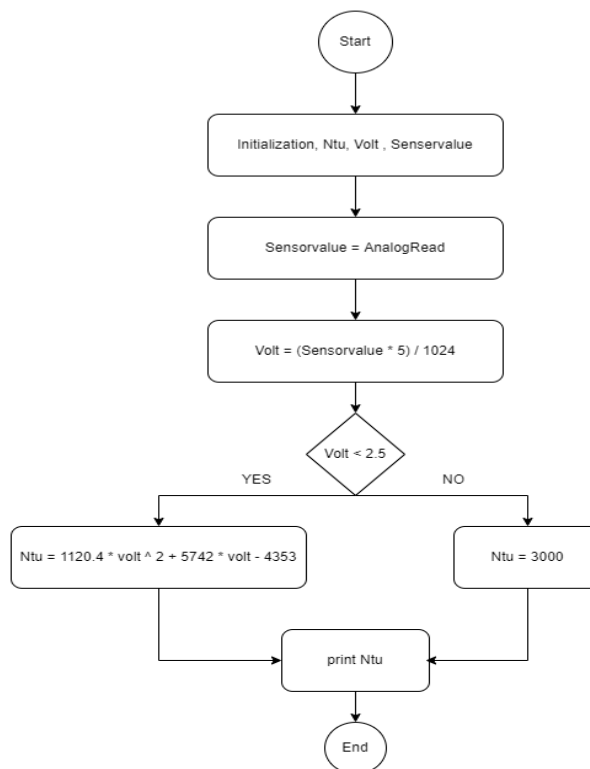 Start
Initialization, Ntu, Volt , Senservalue
Sensorvalue = AnalogRead
Volt = (Sensorvalue * 5) / 1024
Volt < 2.5
YES
NO
Ntu = 1120.4 * volt ^ 2 + 5742 * volt - 4353
Ntu = 3000
print Ntu
End